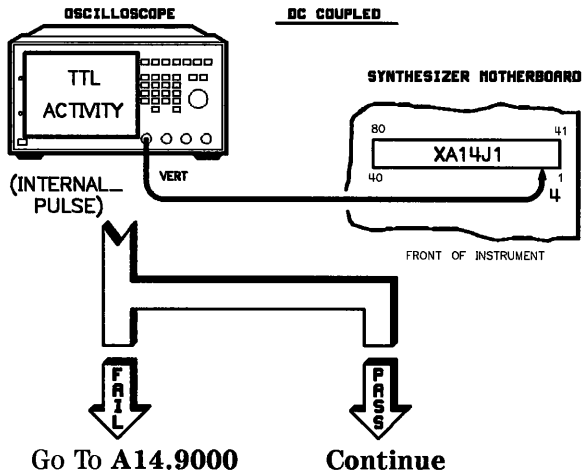 OSCILLOSCOPE
DC COUPLED
TTL
ACTIVITY
SYNTHESIZER MOTHERBOARD
80
41
XA14J1
40
1
4
(INTERNAL_
PULSE)
VERT
FRONT OF INSTRUMENT
FAIL
PASS
Go To A14.9000
Continue